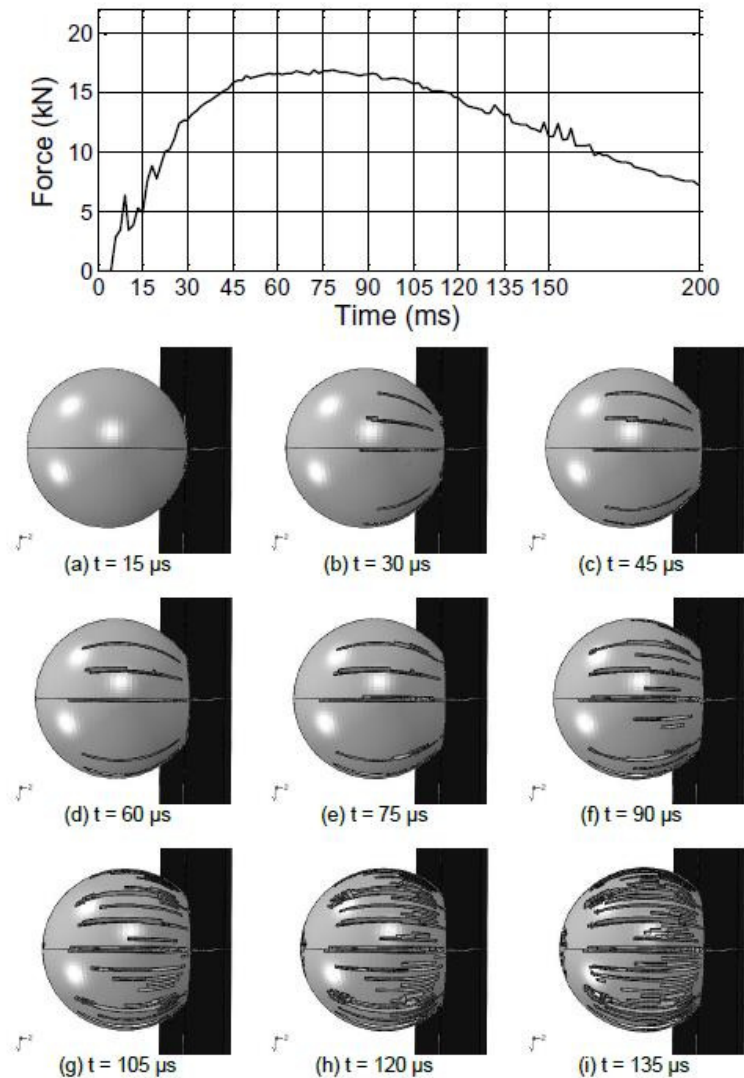 20
15
10
5
0
Force (kN)
0 15 30 45 60 75 90 105 120 135 150 200
Time (ms)
(a) t = 15 µs (b) t = 30 µs (c) t = 45 µs
(d) t = 60 µs (e) t = 75 µs (f) t = 90 µs
(g) t = 105 µs (h) t = 120 µs (i) t = 135 µs